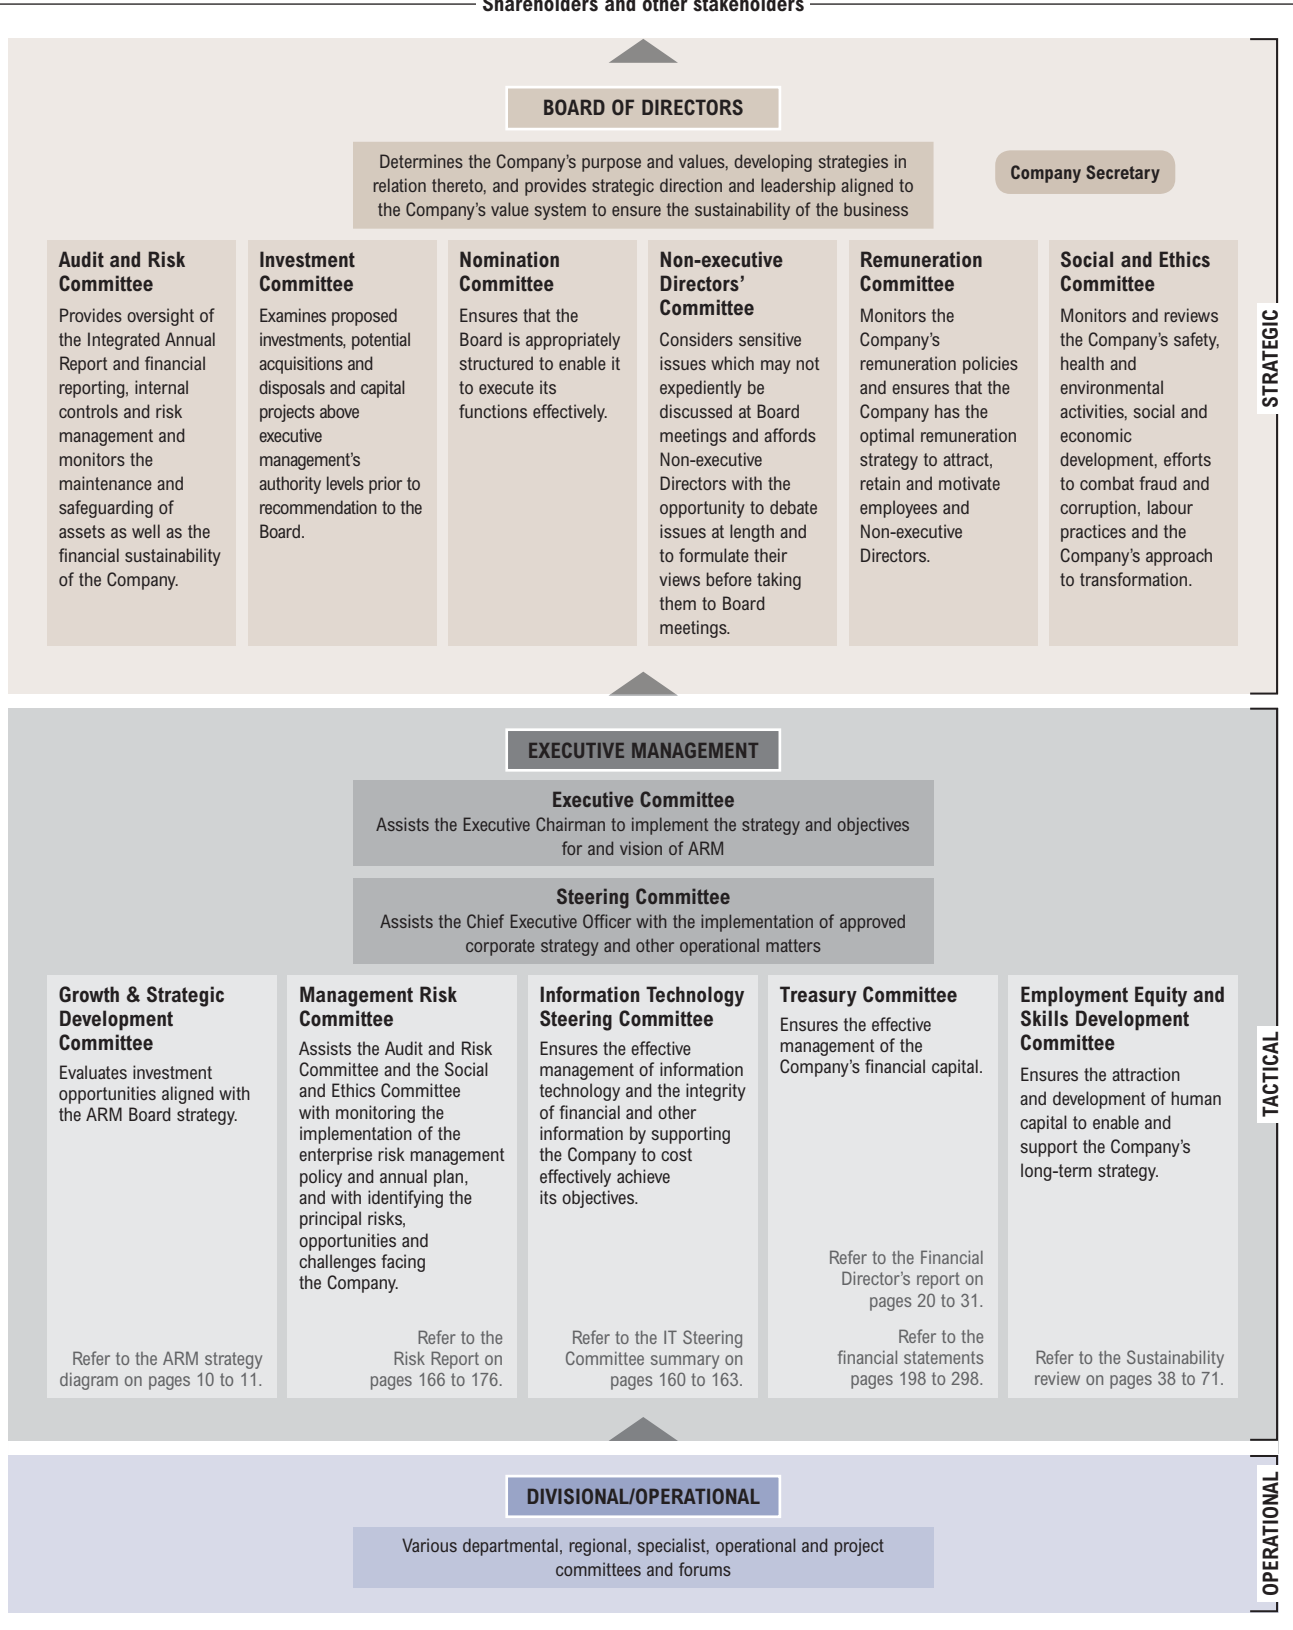 Shareholders and other stakeholders
BOARD OF DIRECTORS
Determines the Company’s purpose and values, developing strategies in
relation thereto, and provides strategic direction and leadership aligned to
the Company’s value system to ensure the sustainability of the business
Company Secretary
Audit and Risk
Committee
Provides oversight of
the Integrated Annual
Report and financial
reporting, internal
controls and risk
management and
monitors the
maintenance and
safeguarding of
assets as well as the
financial sustainability
of the Company.
Investment
Committee
Examines proposed
investments, potential
acquisitions and
disposals and capital
projects above
executive
management’s
authority levels prior to
recommendation to the
Board.
Nomination
Committee
Ensures that the
Board is appropriately
structured to enable it
to execute its
functions effectively.
Non-executive
Directors’
Committee
Considers sensitive
issues which may not
expediently be
discussed at Board
meetings and affords
Non-executive
Directors with the
opportunity to debate
issues at length and
to formulate their
views before taking
them to Board
meetings.
Remuneration
Committee
Monitors the
Company’s
remuneration policies
and ensures that the
Company has the
optimal remuneration
strategy to attract,
retain and motivate
employees and
Non-executive
Directors.
Social and Ethics
Committee
Monitors and reviews
the Company’s safety,
health and
environmental
activities, social and
economic
development, efforts
to combat fraud and
corruption, labour
practices and the
Company’s approach
to transformation.
STRATEGIC
EXECUTIVE MANAGEMENT
Executive Committee
Assists the Executive Chairman to implement the strategy and objectives
for and vision of ARM
Steering Committee
Assists the Chief Executive Officer with the implementation of approved
corporate strategy and other operational matters
Growth & Strategic
Development
Committee
Evaluates investment
opportunities aligned with
the ARM Board strategy.
Refer to the ARM strategy
diagram on pages 10 to 11.
Management Risk
Committee
Assists the Audit and Risk
Committee and the Social
and Ethics Committee
with monitoring the
implementation of the
enterprise risk management
policy and annual plan,
and with identifying the
principal risks,
opportunities and
challenges facing
the Company.
Refer to the
Risk Report on
pages 166 to 176.
Information Technology
Steering Committee
Ensures the effective
management of information
technology and the integrity
of financial and other
information by supporting
the Company to cost
effectively achieve
its objectives.
Refer to the IT Steering
Committee summary on
pages 160 to 163.
Treasury Committee
Ensures the effective
management of the
Company’s financial capital.
Refer to the Financial
Director’s report on
pages 20 to 31.
Refer to the
financial statements
pages 198 to 298.
Employment Equity and
Skills Development
Committee
Ensures the attraction
and development of human
capital to enable and
support the Company’s
long-term strategy.
Refer to the Sustainability
review on pages 38 to 71.
TACTICAL
DIVISIONAL/OPERATIONAL
Various departmental, regional, specialist, operational and project
committees and forums
OPERATIONAL